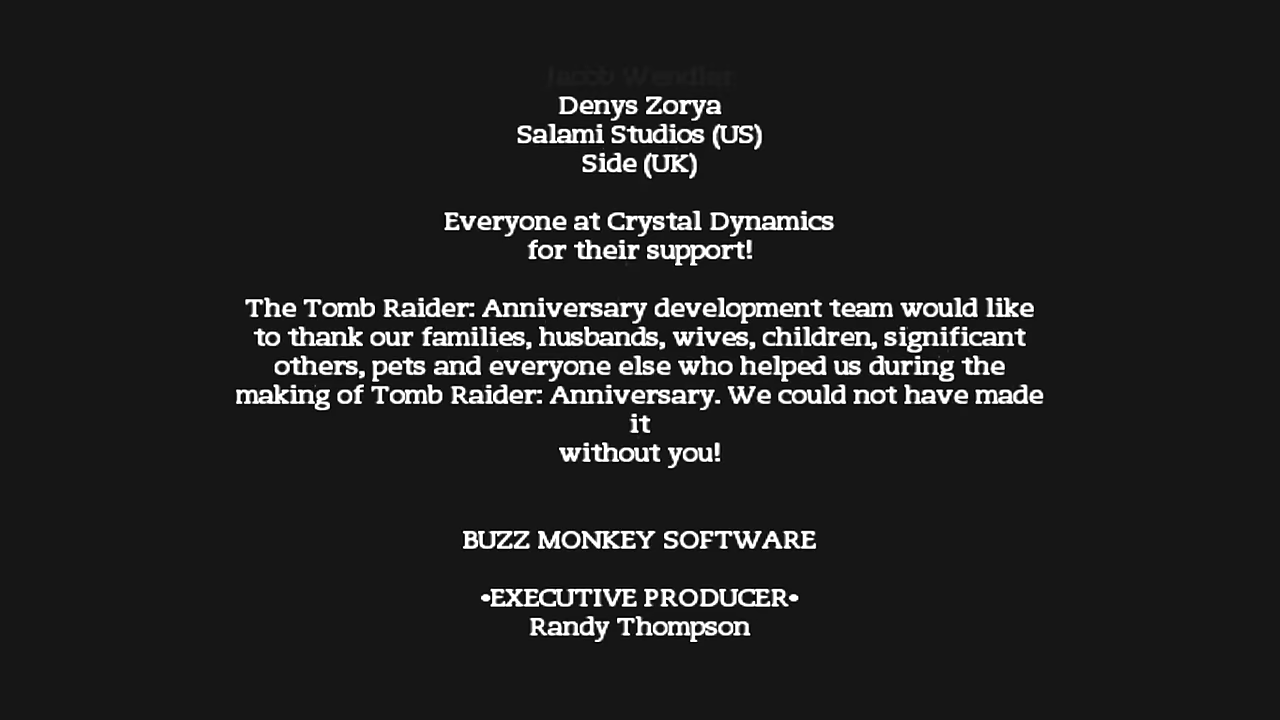 Denys Zorya
Salami Studios (US)
Side (UK)
Everyone at Crystal Dynamics
for their support!
The Tomb Raider: Anniversary development team would like
to thank our families, husbands, wives, children, significant
others, pets and everyone else who helped us during the
making of Tomb Raider: Anniversary. We could not have made
it
without you!
BUZZ MONKEY SOFTWARE
•EXECUTIVE PRODUCER•
Randy Thompson